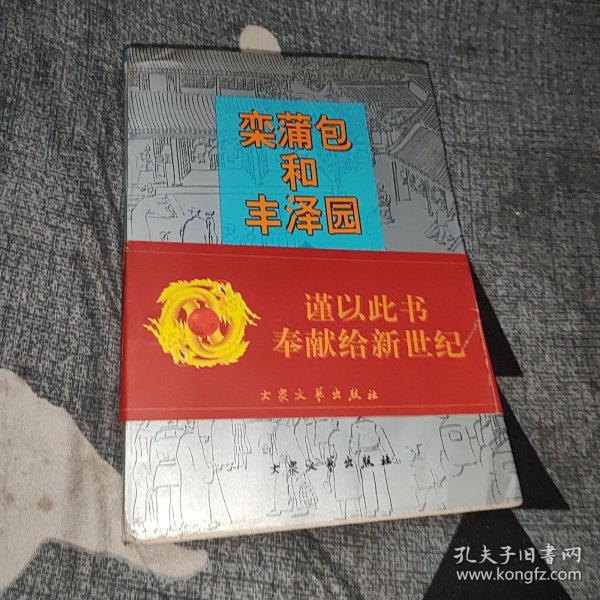 栾蒲包
和
丰泽园
谨以此书
奉献给新世纪
大众文艺出版社
大众文艺出版社
孔夫子旧书网
www.kongfz.com